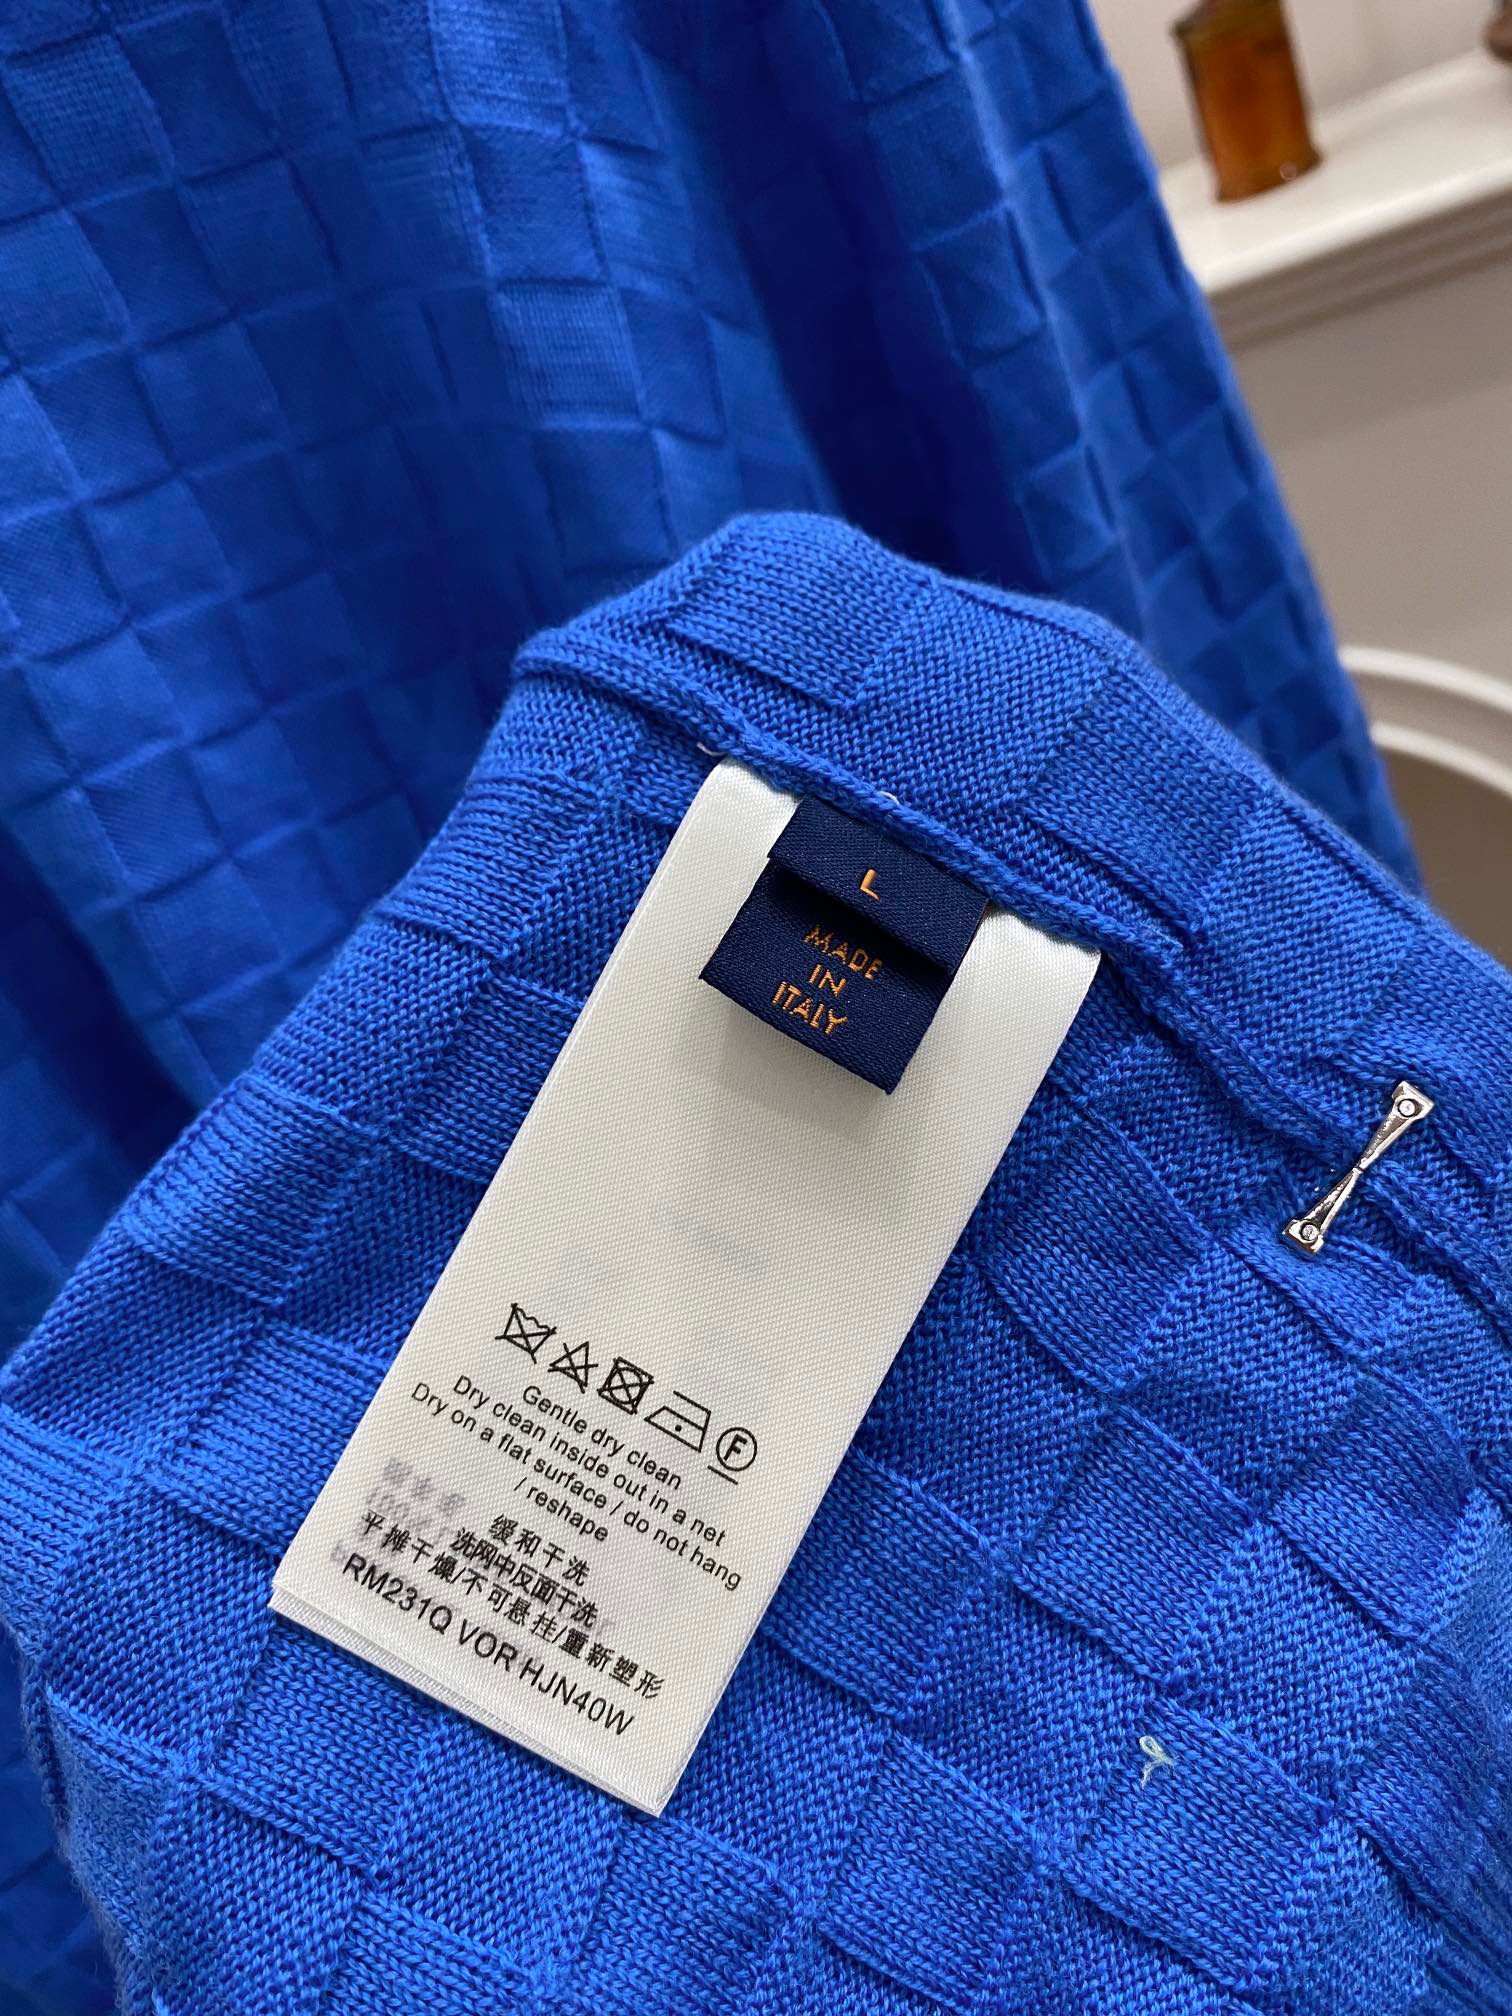 L
MADE
IN
ITALY
F
Gentle dry clean
Dry clean inside out in a net
Dry on a flat surface / do not hang
/ reshape
缓和干洗
洗网中反面干洗
平摊干燥/不可悬挂/重新塑形
RM231Q VOR HJN40W